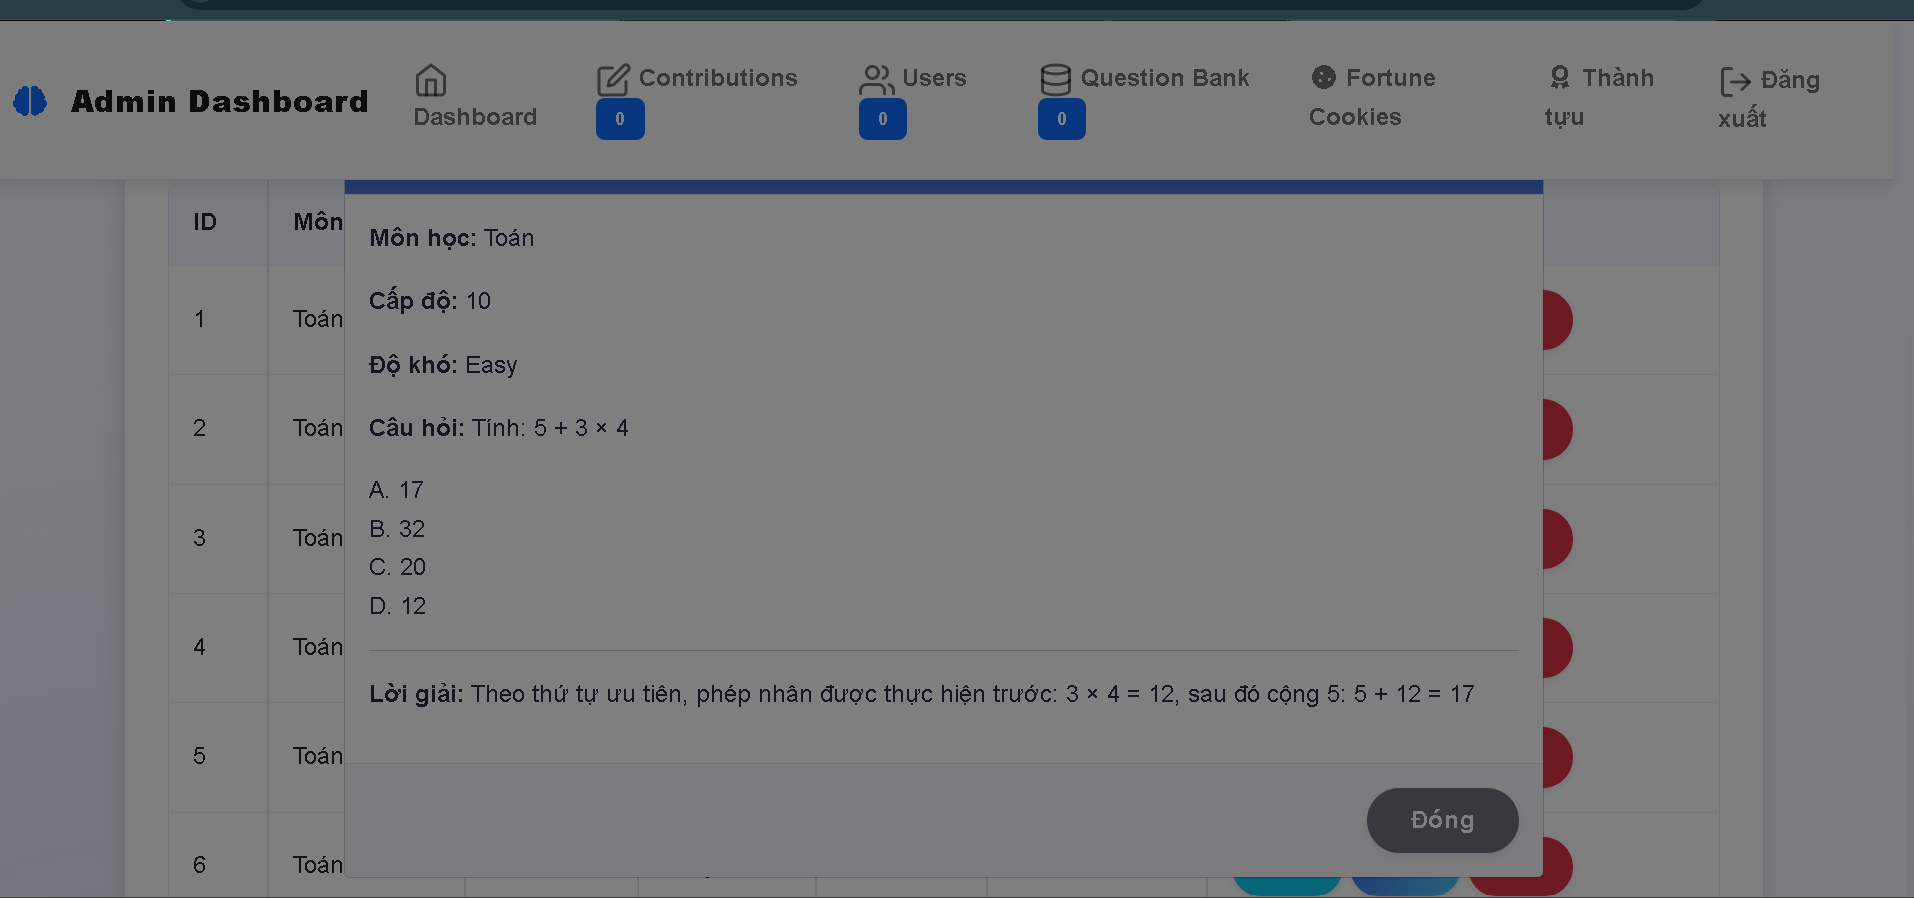 Admin Dashboard
Dashboard
Contributions
0
Users
0
Question Bank
0
Fortune
Cookies
Thành
tựu
Đăng
xuất
ID
Môn
Môn học: Toán
1
Toán
Cấp độ: 10
Độ khó: Easy
2
Toán
Câu hỏi: Tính: 5 + 3 × 4
A. 17
B. 32
3
Toán
C. 20
D. 12
4
Toán
Lời giải: Theo thứ tự ưu tiên, phép nhân được thực hiện trước: 3 × 4 = 12, sau đó cộng 5: 5 + 12 = 17
5
Toán
Đóng
6
Toán